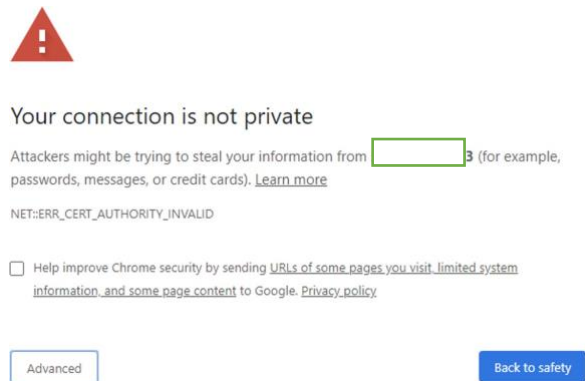 Your connection is not private
Attackers might be trying to steal your information from 3 (for example,
passwords, messages, or credit cards). Learn more
NET::ERR_CERT_AUTHORITY_INVALID
Help improve Chrome security by sending URLs of some pages you visit, limited system
information, and some page content to Google. Privacy policy
Advanced
Back to safety